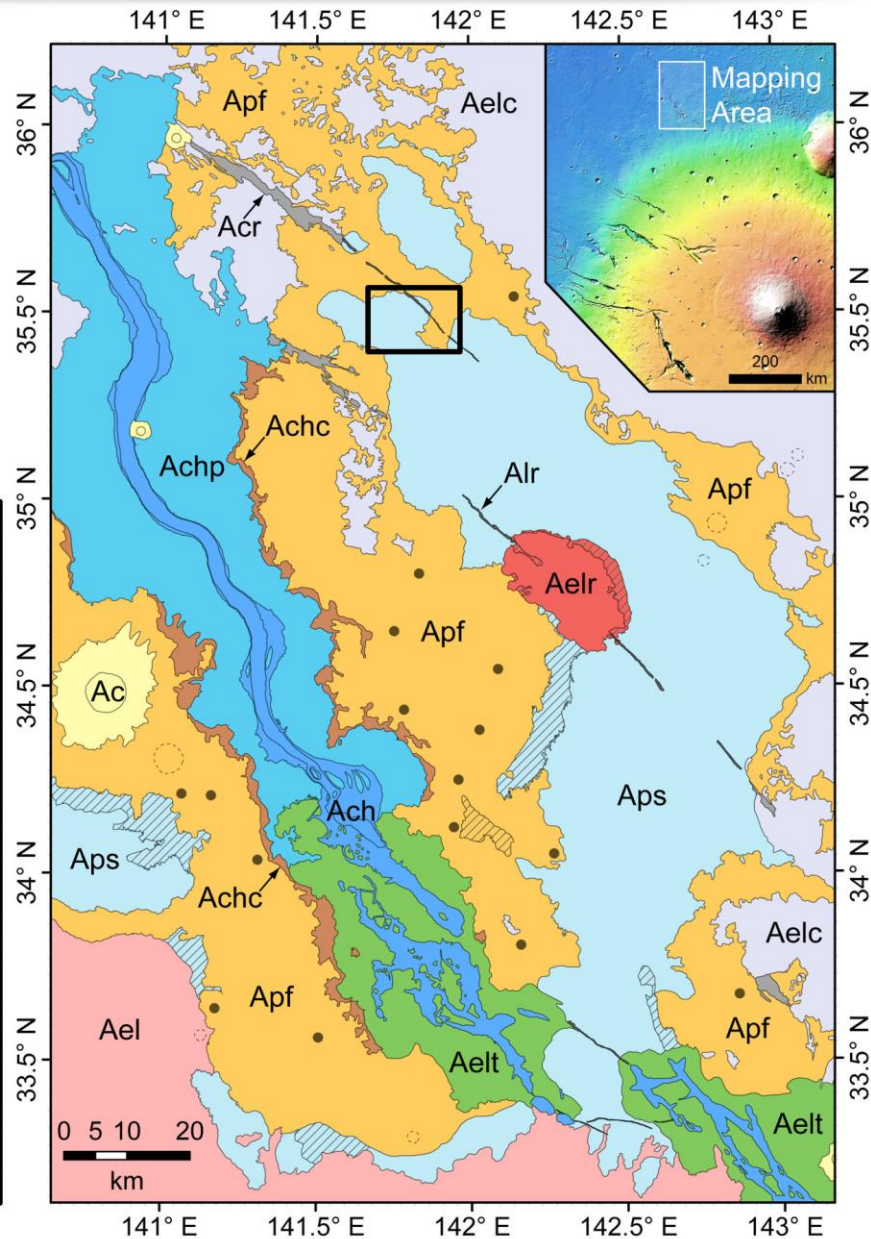 141° E 141.5° E 142° E 142.5° E 143° E
36° N
35.5° N
35° N
34.5° N
34° N
33.5° N
Apf
Aelc
Mapping
Area
200
km
36° N
35.5° N
35° N
34.5° N
34° N
33.5° N
Acr
Achc
Achp
Alr
Apf
Aelr
Apf
Ac
Ach
Aps
Aps
Achc
Aelc
Apf
Apf
Ael
Aelt
Aelt
0 5 10 20
km
141° E 141.5° E 142° E 142.5° E 143° E